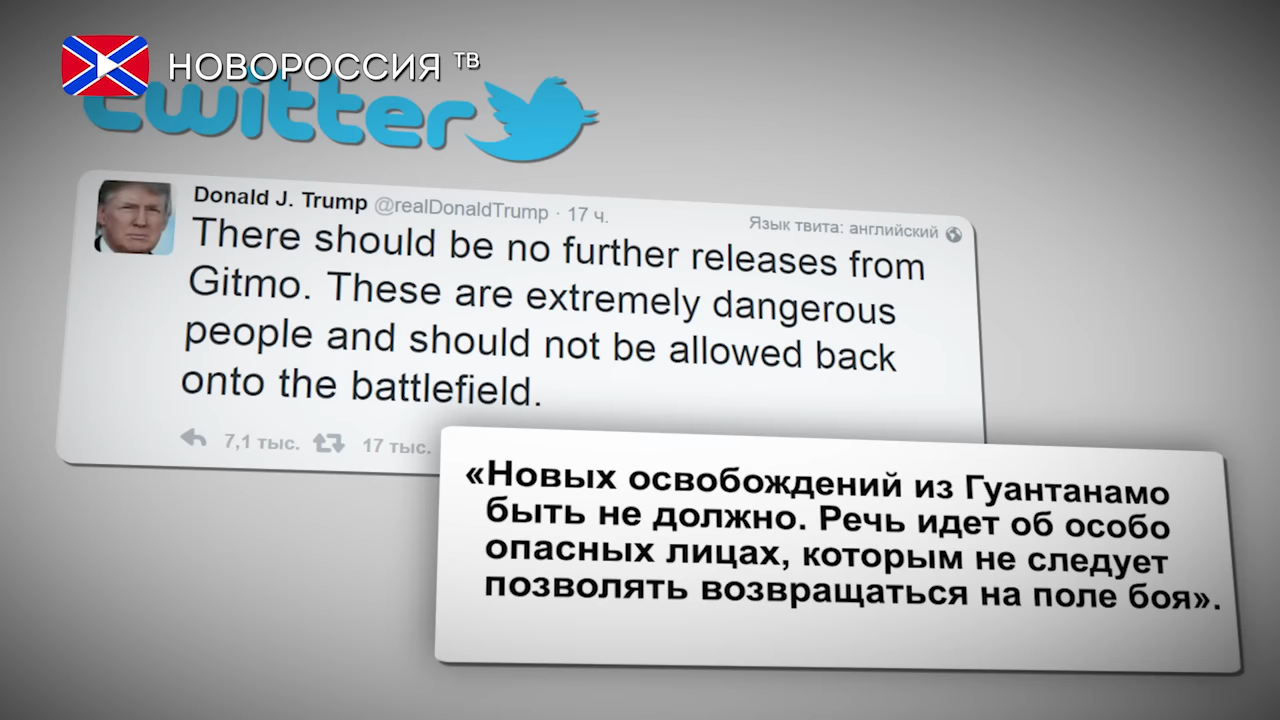 НОВОРОССИЯ ТВ
twitter
Donald J. Trump @realDonaldTrump · 17 ч.
Язык твита: английский
There should be no further releases from
Gitmo. These are extremely dangerous
people and should not be allowed back
onto the battlefield.
7,1 тыс. 17 тыс.
«Новых освобождений из Гуантанамо
быть не должно. Речь идет об особо
опасных лицах, которым не следует
позволять возвращаться на поле боя».